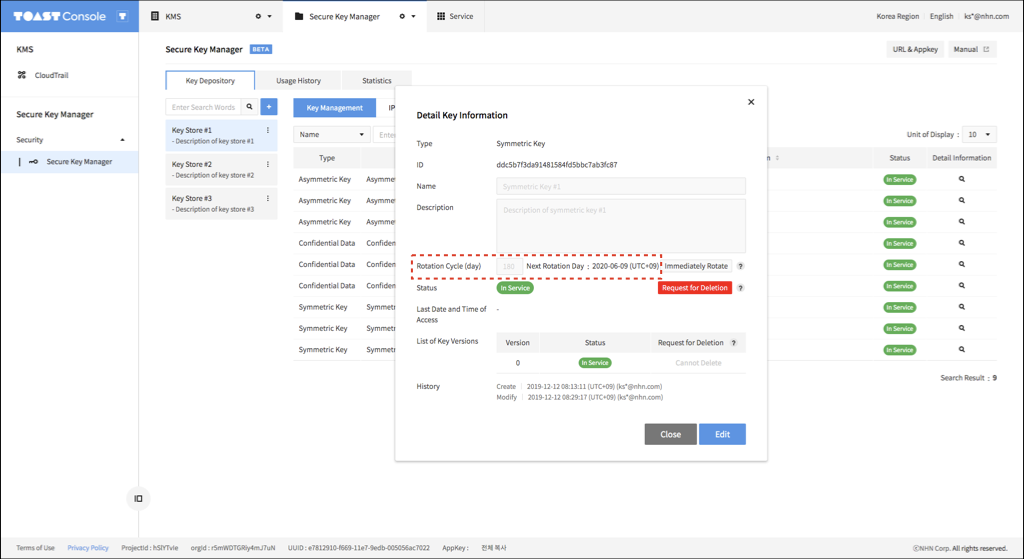 TOAST Console
KMS
Secure Key Manager
Service
Korea Region
English
ks*@nhn.com
KMS
CloudTrail
Secure Key Manager
Security
Secure Key Manager
Secure Key Manager BETA
URL & Appkey
Manual
Key Depository
Usage History
Statistics
Enter Search Words
+
Key Store #1
- Description of key store #1
Key Store #2
- Description of key store #2
Key Store #3
- Description of key store #3
Key Management
IP
Name
Enter
Unit of Display : 10
Type
Status
Detail Information
Asymmetric Key
Asymme
In Service
Asymmetric Key
Asymme
In Service
Asymmetric Key
Asymme
In Service
Confidential Data
Confiden
In Service
Confidential Data
Confiden
In Service
Confidential Data
Confiden
In Service
Symmetric Key
Symmetr
In Service
Symmetric Key
Symmetr
In Service
Symmetric Key
Symmetr
In Service
Search Result : 9
Detail Key Information
Type
Symmetric Key
ID
ddc5b7f3da91481584fd5bbc7ab3fc87
Name
Symmetric Key #1
Description
Description of symmetric key #1
Rotation Cycle (day) 180 Next Rotation Day : 2020-06-09 (UTC+09) Immediately Rotate ?
Status
In Service
Request for Deletion ?
Last Date and Time of
Access
-
List of Key Versions
Version
Status
Request for Deletion ?
0
In Service
Cannot Delete
History
Create 2019-12-12 08:13:11 (UTC+09) (ks*@nhn.com)
Modify 2019-12-12 08:29:17 (UTC+09) (ks*@nhn.com)
Close
Edit
Terms of Use
Privacy Policy
ProjectId : hSlYTvie
orgId : r5mWDTGRiy4mJ7uN
UUID : e7812910-f669-11e7-9edb-005056ac7022
AppKey :
전체 복사
ⓒNHN Corp. All rights reserved.